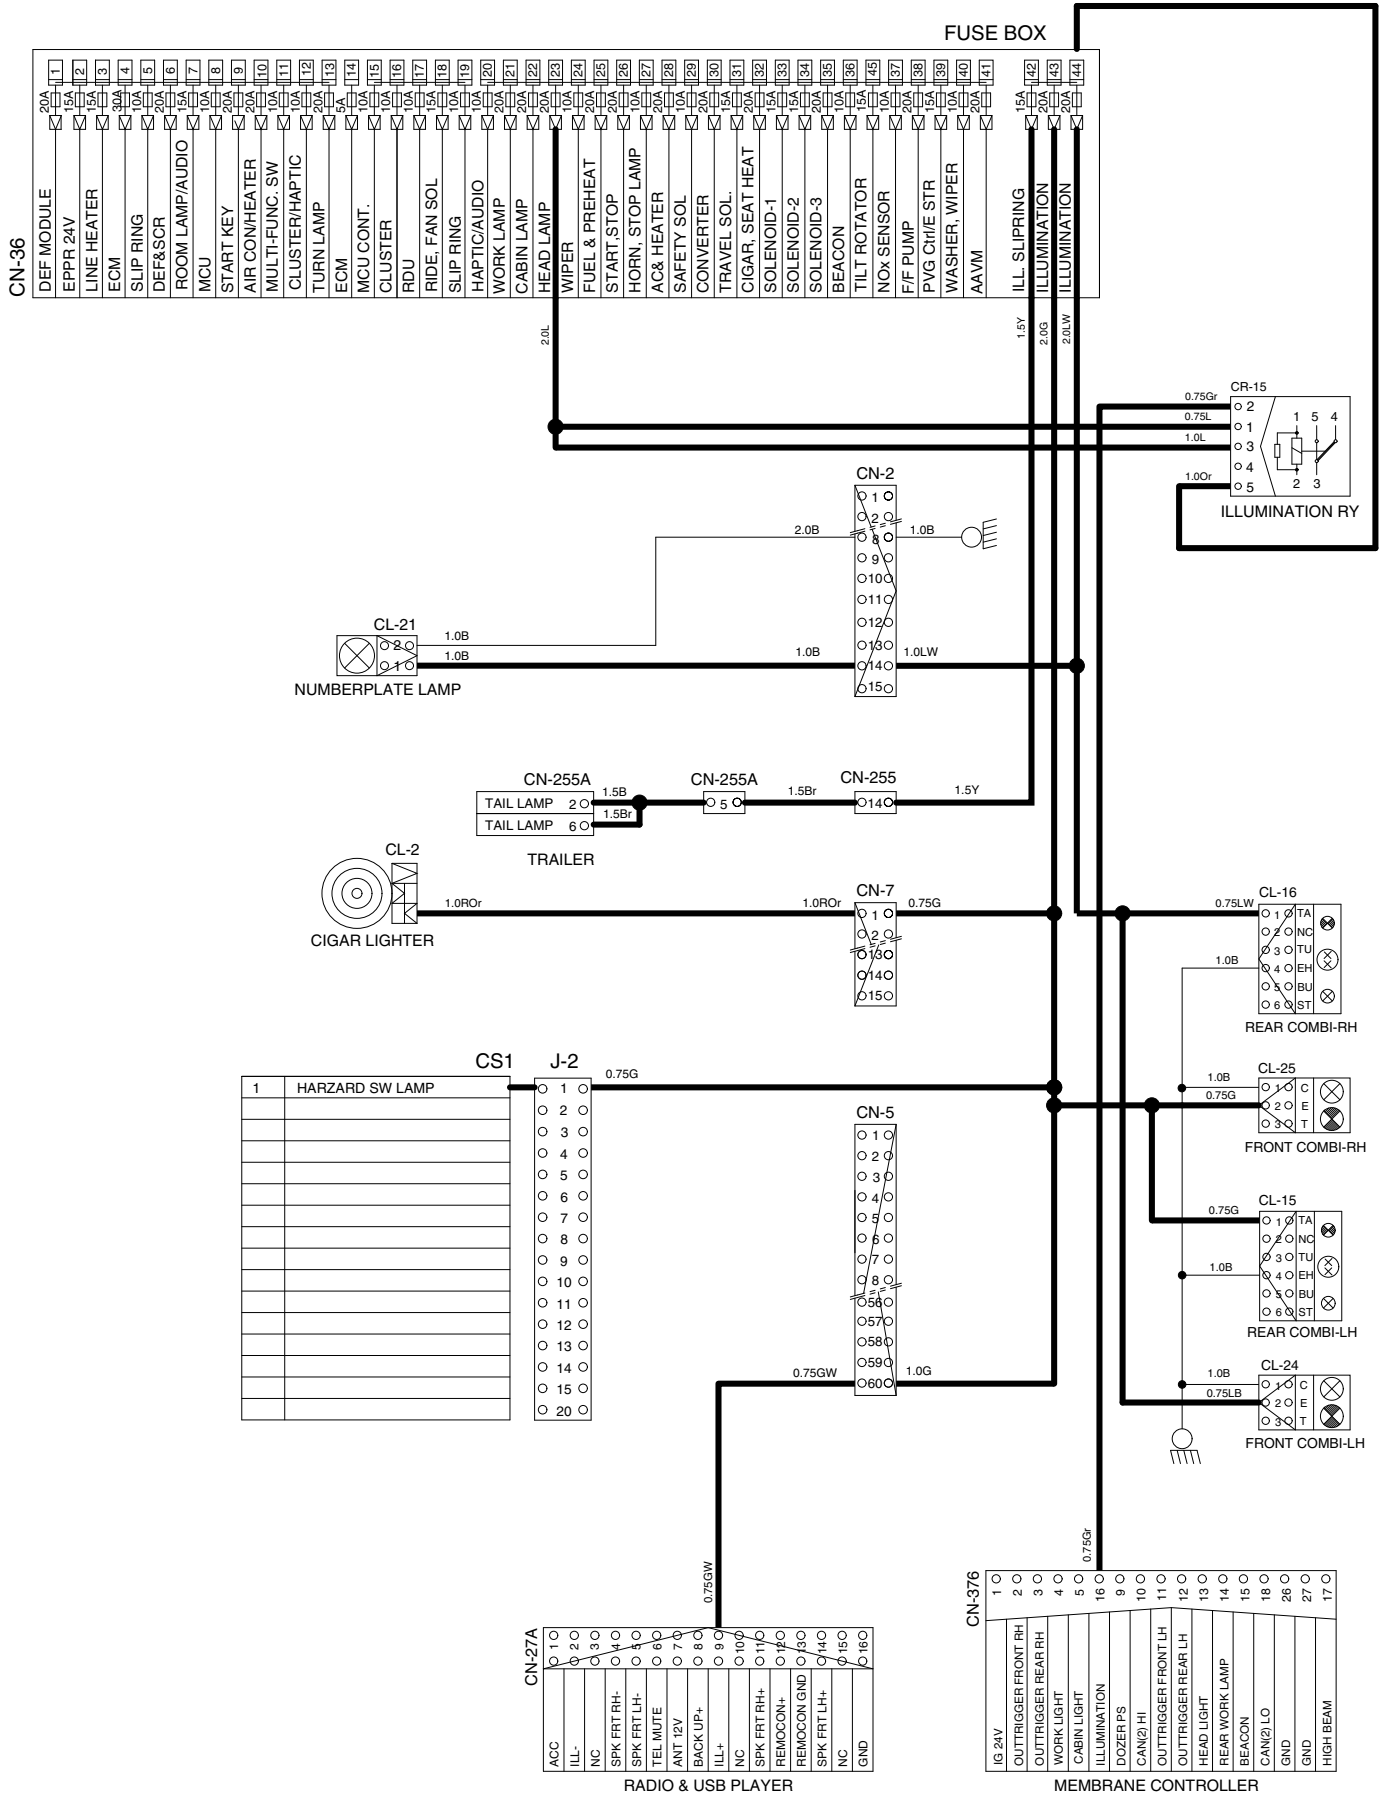 FUSE BOX
CN-36
1 2 3 4 5 6 7 8 9 10 11 12 13 14 15 16 17 18 19 20 21 22 23 24 25 26 27 28 29 30 31 32 33 34 35 36 45 37 38 39 40 41 42 43 44
20A 15A 15A 30A 10A 20A 15A 10A 20A 10A 10A 10A 20A 5A 10A 10A 10A 15A 10A 10A 20A 10A 20A 10A 20A 20A 10A 20A 10A 20A 10A 20A 15A 15A 20A 10A 15A 10A 20A 15A 10A 20A 15A 20A 20A
DEF MODULE
EPPR 24V
LINE HEATER
ECM
SLIP RING
DEF&SCR
ROOM LAMP/AUDIO
MCU
START KEY
AIR CON/HEATER
MULTI-FUNC. SW
CLUSTER/HAPTIC
TURN LAMP
ECM
MCU CONT.
CLUSTER
RDU
RIDE, FAN SOL
SLIP RING
HAPTIC/AUDIO
WORK LAMP
CABIN LAMP
HEAD LAMP
WIPER
FUEL & PREHEAT
START,STOP
HORN, STOP LAMP
AC& HEATER
SAFETY SOL
CONVERTER
TRAVEL SOL.
CIGAR, SEAT HEAT
SOLENOID-1
SOLENOID-2
SOLENOID-3
BEACON
TILT ROTATOR
NOx SENSOR
F/F PUMP
PVG Ctrl/E STR
WASHER, WIPER
AAVM
ILL. SLIPRING
ILLUMINATION
ILLUMINATION
2.0L
1.5Y
2.0G
2.0LW
CR-15
0.75Gr
2
0.75L
1
1.0L
3
4
1.0Or
5
1 5 4
2 3
ILLUMINATION RY
CN-2
1
2
2.0B
8
1.0B
9
10
11
12
13
1.0B
14
1.0LW
15
CL-21
2
1.0B
1
1.0B
NUMBERPLATE LAMP
CN-255A
CN-255A
CN-255
TAIL LAMP 2
1.5B
5
1.5Br
14
1.5Y
TAIL LAMP 6
1.5Br
TRAILER
CL-2
1.0ROr
CIGAR LIGHTER
CN-7
1.0ROr
1
0.75G
2
13
14
15
CL-16
0.75LW
1 TA
2 NC
3 TU
1.0B
4 EH
5 BU
6 ST
REAR COMBI-RH
CS1
J-2
1 HARZARD SW LAMP
1
0.75G
2
3
4
5
6
7
8
9
10
11
12
13
14
15
20
CL-25
1.0B
1 C
0.75G
2 E
3 T
FRONT COMBI-RH
CN-5
1
2
3
4
5
6
7
8
56
57
58
59
0.75GW
60
1.0G
CL-15
0.75G
1 TA
2 NC
3 TU
1.0B
4 EH
5 BU
6 ST
REAR COMBI-LH
CL-24
1.0B
1 C
0.75LB
2 E
3 T
FRONT COMBI-LH
0.75GW
0.75Gr
CN-27A
1 2 3 4 5 6 7 8 9 10 11 12 13 14 15 16
ACC
ILL-
NC
SPK FRT RH-
SPK FRT LH-
TEL MUTE
ANT 12V
BACK UP+
ILL+
NC
SPK FRT RH+
REMOCON+
REMOCON GND
SPK FRT LH+
NC
GND
RADIO & USB PLAYER
CN-376
1 2 3 4 5 16 9 10 11 12 13 14 15 18 26 27 17
IG 24V
OUTTRIGGER FRONT RH
OUTTRIGGER REAR RH
WORK LIGHT
CABIN LIGHT
ILLUMINATION
DOZER PS
CAN(2) HI
OUTTRIGGER FRONT LH
OUTTRIGGER REAR LH
HEAD LIGHT
REAR WORK LAMP
BEACON
CAN(2) LO
GND
GND
HIGH BEAM
MEMBRANE CONTROLLER